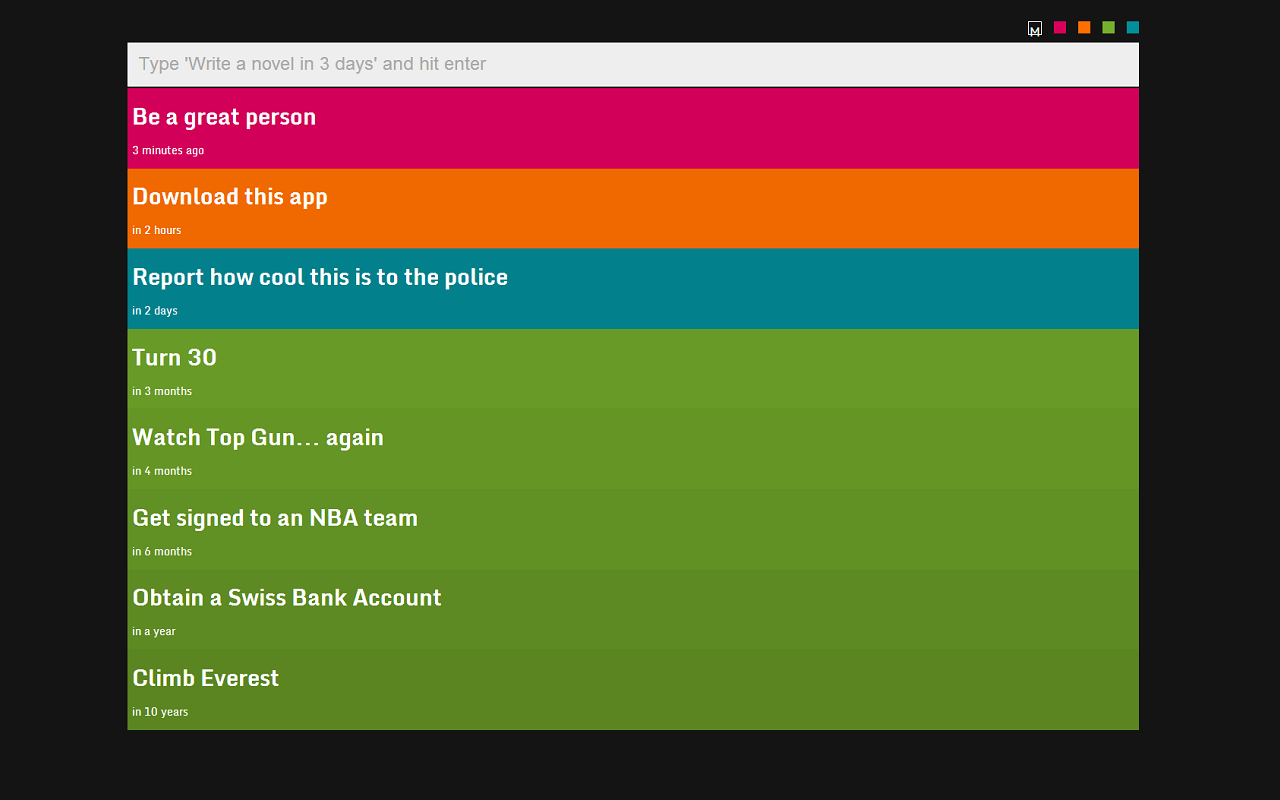 M
Type 'Write a novel in 3 days' and hit enter
Be a great person
3 minutes ago
Download this app
in 2 hours
Report how cool this is to the police
in 2 days
Turn 30
in 3 months
Watch Top Gun... again
in 4 months
Get signed to an NBA team
in 6 months
Obtain a Swiss Bank Account
in a year
Climb Everest
in 10 years